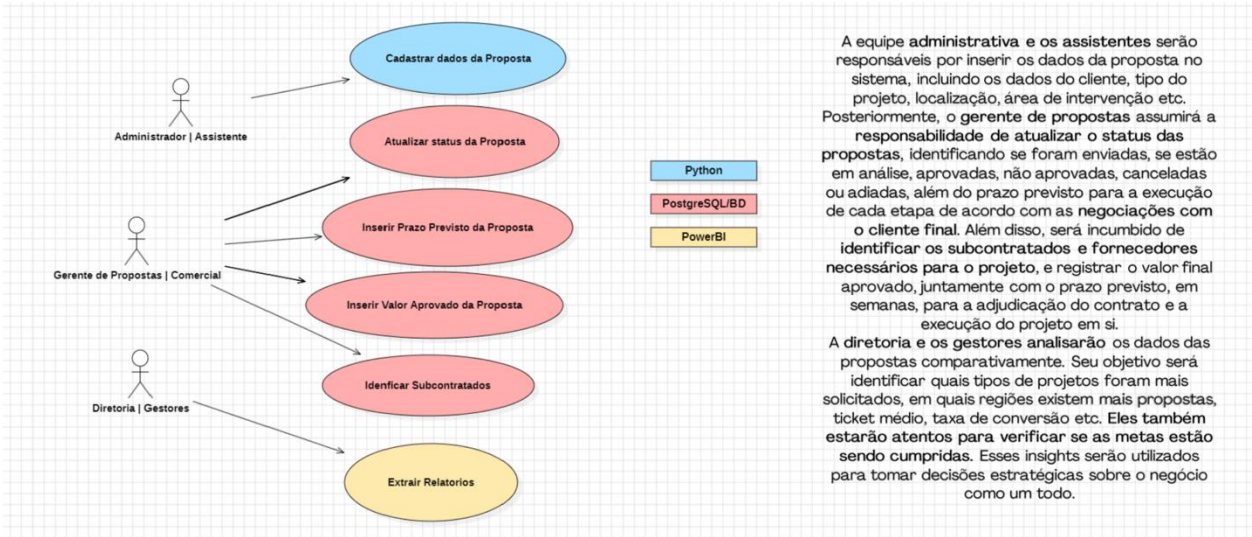 Cadastrar dados da Proposta
Administrador | Assistente
Atualizar status da Proposta
Inserir Prazo Previsto da Proposta
Gerente de Propostas | Comercial
Inserir Valor Aprovado da Proposta
Idenficar Subcontratados
Diretoria | Gestores
Extrair Relatorios
Python
PostgreSQL/BD
PowerBI
A equipe administrativa e os assistentes serão
responsáveis por inserir os dados da proposta no
sistema, incluindo os dados do cliente, tipo do
projeto, localização, área de intervenção etc.
Posteriormente, o gerente de propostas assumirá a
responsabilidade de atualizar o status das
propostas, identificando se foram enviadas, se estão
em análise, aprovadas, não aprovadas, canceladas
ou adiadas, além do prazo previsto para a execução
de cada etapa de acordo com as negociações com
o cliente final. Além disso, será incumbido de
identificar os subcontratados e fornecedores
necessários para o projeto, e registrar o valor final
aprovado, juntamente com o prazo previsto, em
semanas, para a adjudicação do contrato e a
execução do projeto em si.
A diretoria e os gestores analisarão os dados das
propostas comparativamente. Seu objetivo será
identificar quais tipos de projetos foram mais
solicitados, em quais regiões existem mais propostas,
ticket médio, taxa de conversão etc. Eles também
estarão atentos para verificar se as metas estão
sendo cumpridas. Esses insights serão utilizados
para tomar decisões estratégicas sobre o negócio
como um todo.